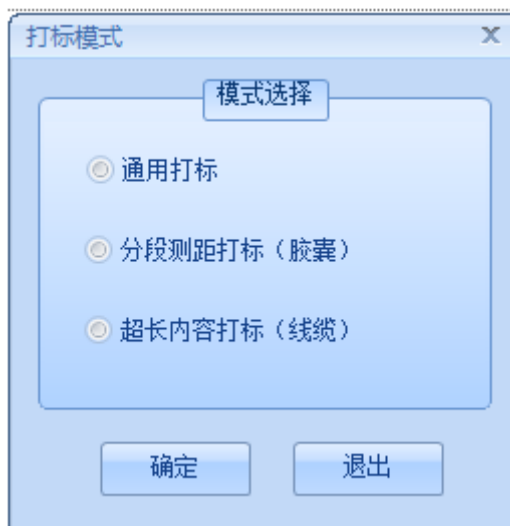 打标模式
模式选择
通用打标
分段测距打标（胶囊）
超长内容打标（线缆）
确定 退出